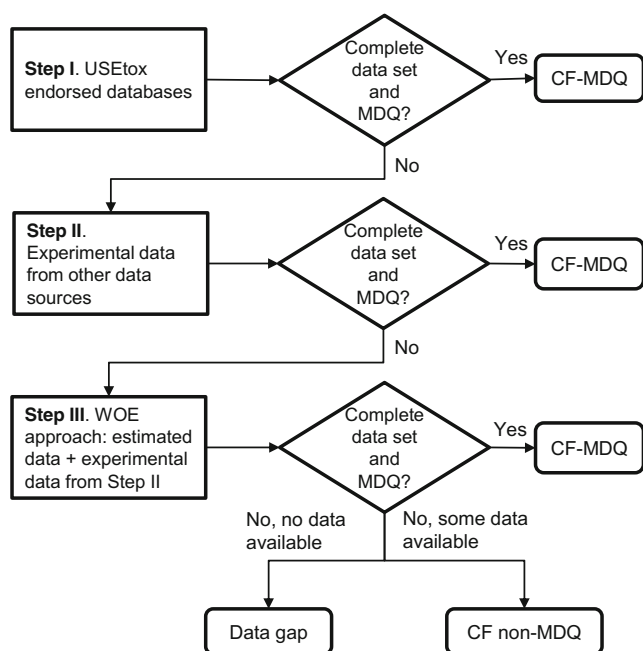 Step I. USEtox
endorsed databases
Complete
data set
and
MDQ?
Yes
CF-MDQ
No
Step II.
Experimental data
from other data
sources
Complete
data set
and
MDQ?
Yes
CF-MDQ
No
Step III. WOE
approach: estimated
data + experimental
data from Step II
Complete
data set
and
MDQ?
Yes
CF-MDQ
No, no data
available
No, some data
available
Data gap
CF non-MDQ